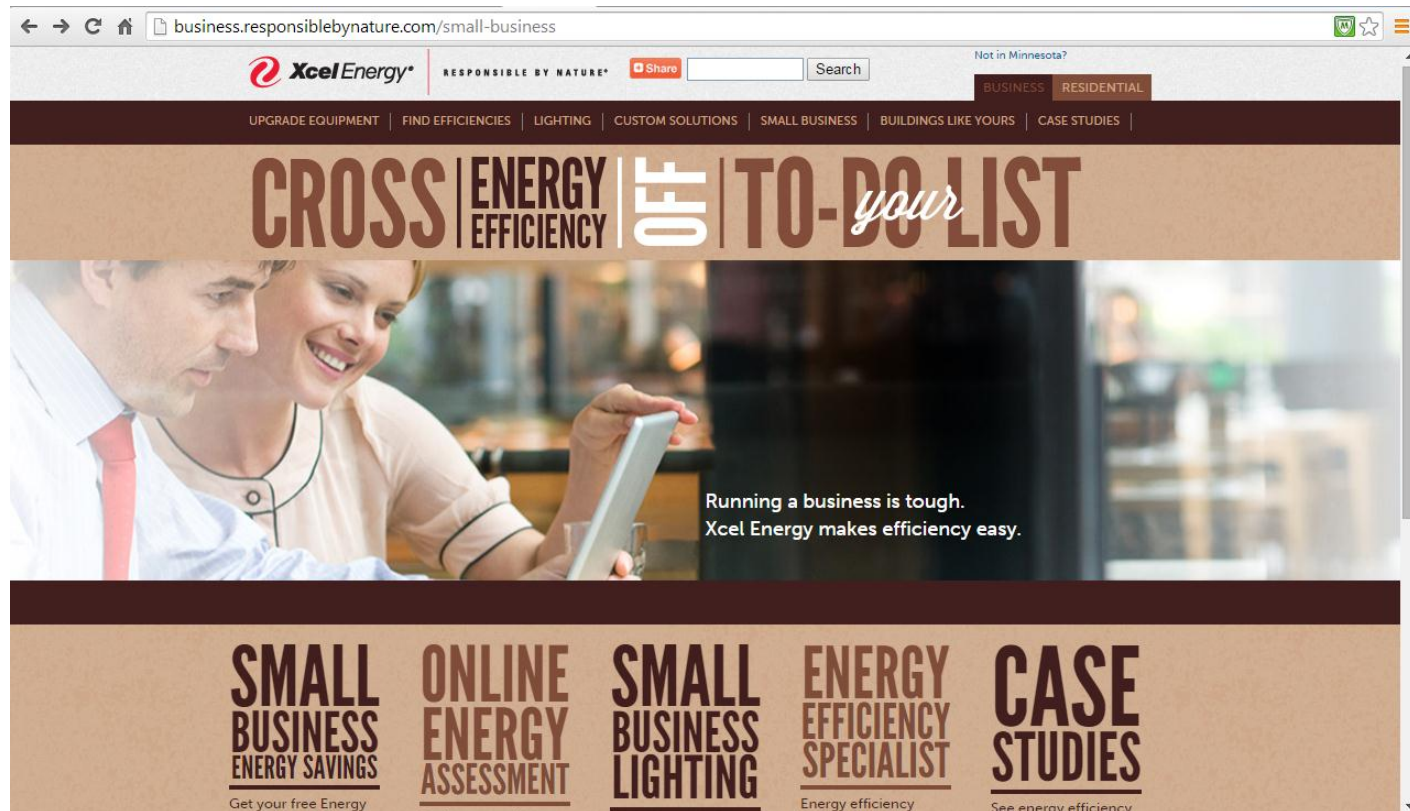 business.responsiblebynature.com/small-business
Xcel Energy®
RESPONSIBLE BY NATURE®
Share
Search
Not in Minnesota?
BUSINESS
RESIDENTIAL
UPGRADE EQUIPMENT | FIND EFFICIENCIES | LIGHTING | CUSTOM SOLUTIONS | SMALL BUSINESS | BUILDINGS LIKE YOURS | CASE STUDIES |
CROSS ENERGY EFFICIENCY OFF your TO-DO LIST
Running a business is tough.
Xcel Energy makes efficiency easy.
SMALL
BUSINESS
ENERGY SAVINGS
Get your free Energy
ONLINE
ENERGY
ASSESSMENT
SMALL
BUSINESS
LIGHTING
ENERGY
EFFICIENCY
SPECIALIST
Energy efficiency
CASE
STUDIES
See energy efficiency